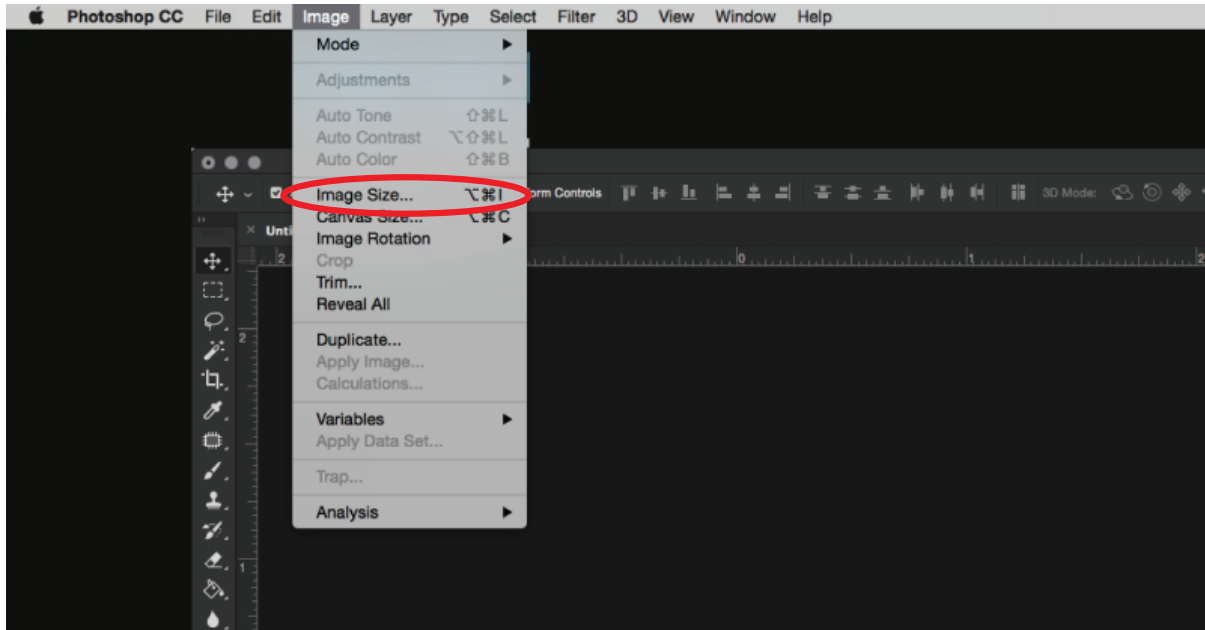 Photoshop CC File Edit Image Layer Type Select Filter 3D View Window Help
Mode
Adjustments
Auto Tone ⇧⌘L
Auto Contrast ⌥⇧⌘L
Auto Color ⇧⌘B
Image Size... ⌥⌘I
orm Controls 3D Mode:
Canvas Size... ⌥⌘C
Unti
Image Rotation
2 0 1 2
Crop
Trim...
Reveal All
2
Duplicate...
Apply Image...
Calculations...
Variables
Apply Data Set...
Trap...
Analysis
1